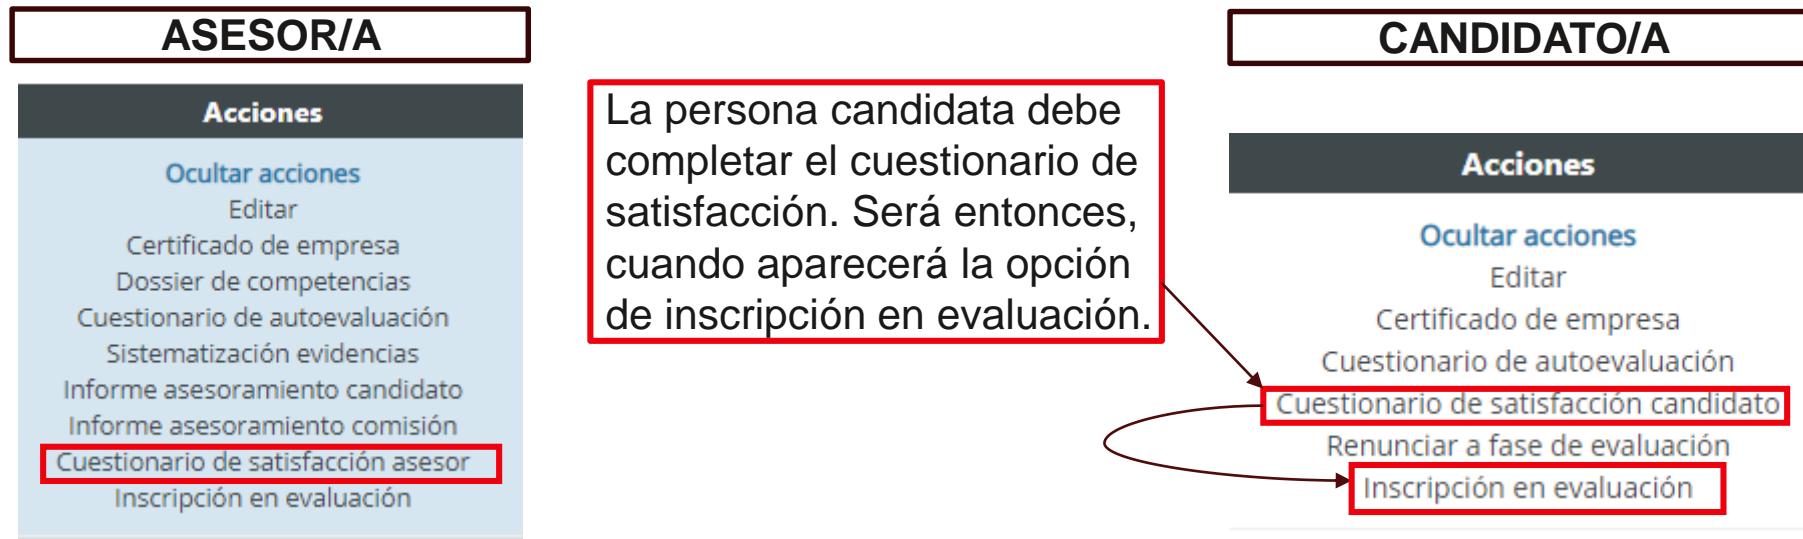 ASESOR/A
Acciones
Ocultar acciones
Editar
Certificado de empresa
Dossier de competencias
Cuestionario de autoevaluación
Sistematización evidencias
Informe asesoramiento candidato
Informe asesoramiento comisión
Cuestionario de satisfacción asesor
Inscripción en evaluación
La persona candidata debe
completar el cuestionario de
satisfacción. Será entonces,
cuando aparecerá la opción
de inscripción en evaluación.
CANDIDATO/A
Acciones
Ocultar acciones
Editar
Certificado de empresa
Cuestionario de autoevaluación
Cuestionario de satisfacción candidato
Renunciar a fase de evaluación
Inscripción en evaluación